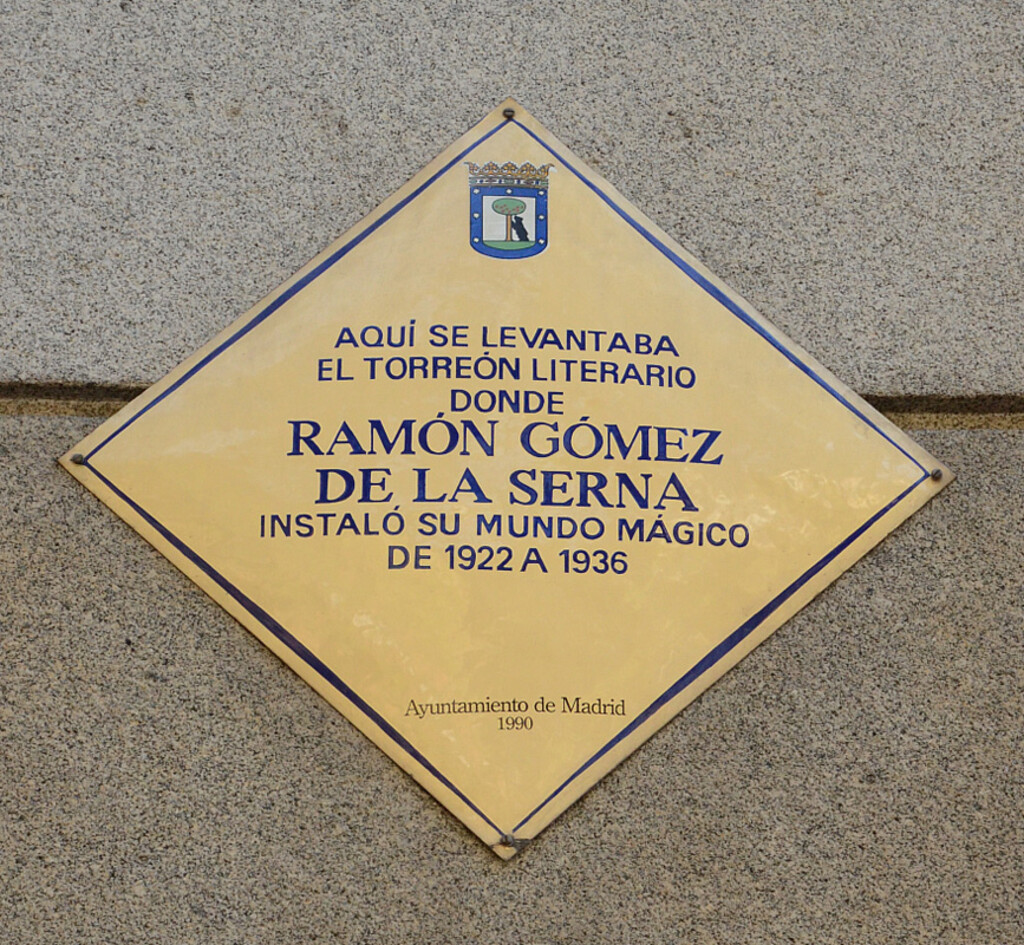 AQUÍ SE LEVANTABA
EL TORREÓN LITERARIO
DONDE
RAMÓN GÓMEZ
DE LA SERNA
INSTALÓ SU MUNDO MÁGICO
DE 1922 A 1936
Ayuntamiento de Madrid
1990